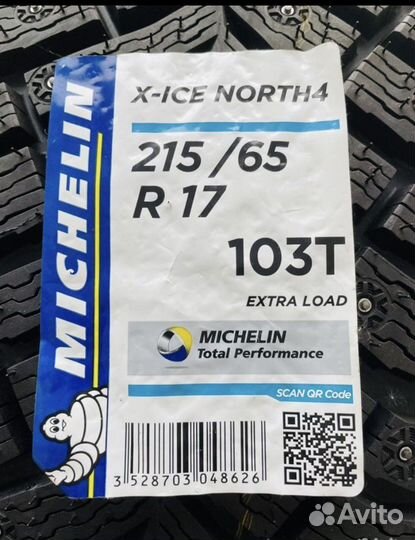 MICHELIN
X-ICE NORTH4
215 /65
R 17
103T
EXTRA LOAD
MICHELIN
Total Performance
SCAN QR Code
3 528703 048626
Avito